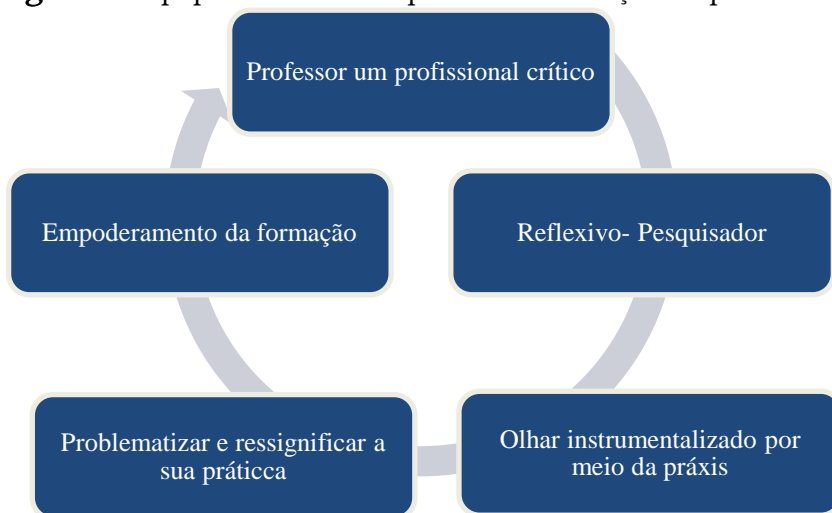 Professor um profissional crítico
Reflexivo- Pesquisador
Olhar instrumentalizado por
meio da práxis
Problematizar e ressignificar a
sua práticca
Empoderamento da formação